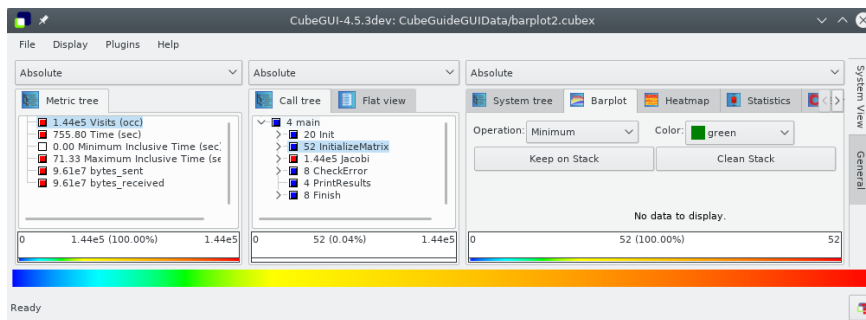 CubeGUI-4.5.3dev: CubeGuideGUIData/barplot2.cubex
File Display Plugins Help
Absolute Absolute Absolute
Metric tree Call tree Flat view System tree Barplot Heatmap Statistics
1.44e5 Visits (occ)
755.80 Time (sec)
0.00 Minimum Inclusive Time (sec)
71.33 Maximum Inclusive Time (se
9.61e7 bytes_sent
9.61e7 bytes_received
4 main
20 Init
52 InitializeMatrix
1.44e5 Jacobi
8 CheckError
4 PrintResults
8 Finish
Operation: Minimum Color: green
Keep on Stack Clean Stack
No data to display.
0 1.44e5 (100.00%) 1.44e5 0 52 (0.04%) 1.44e5 0 52 (100.00%) 52
System View
General
Ready